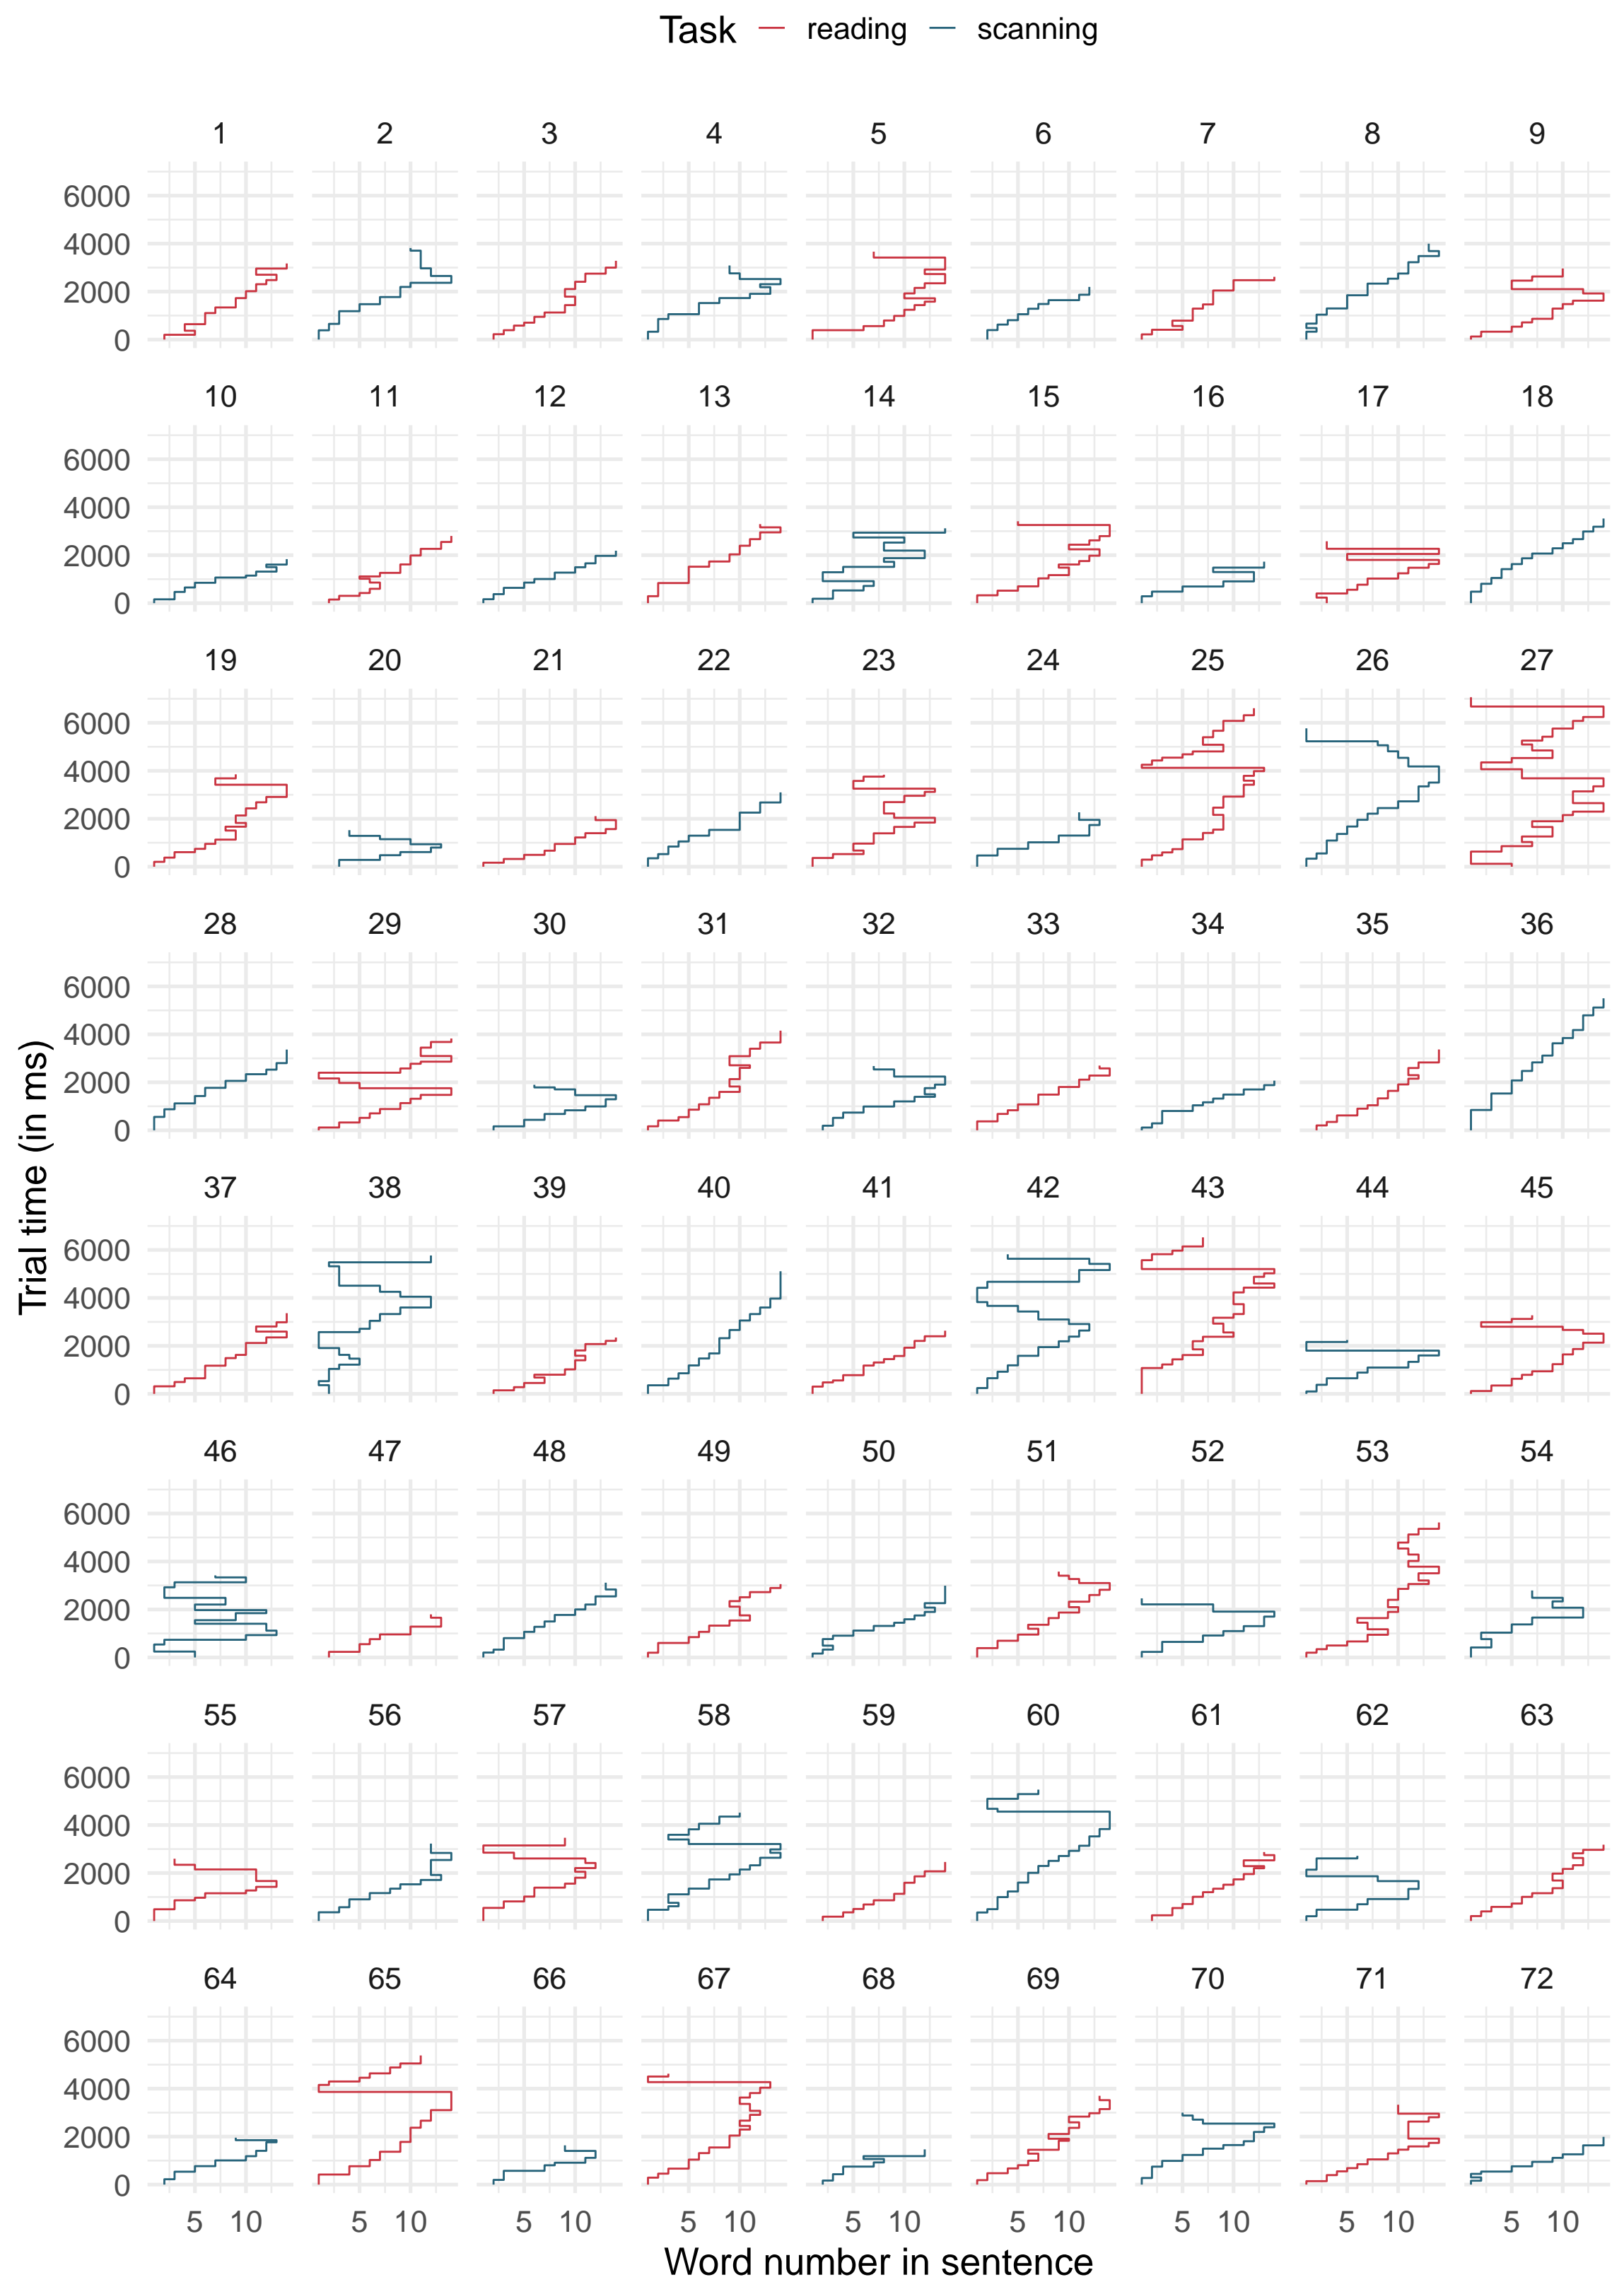 Task reading scanning
1 2 3 4 5 6 7 8 9
6000
4000
2000
0
10 11 12 13 14 15 16 17 18
6000
4000
2000
0
19 20 21 22 23 24 25 26 27
6000
4000
2000
0
28 29 30 31 32 33 34 35 36
6000
4000
2000
0
37 38 39 40 41 42 43 44 45
6000
4000
2000
0
46 47 48 49 50 51 52 53 54
6000
4000
2000
0
55 56 57 58 59 60 61 62 63
6000
4000
2000
0
64 65 66 67 68 69 70 71 72
6000
4000
2000
0
5 10 5 10 5 10 5 10 5 10 5 10 5 10 5 10 5 10
Word number in sentence
Trial time (in ms)